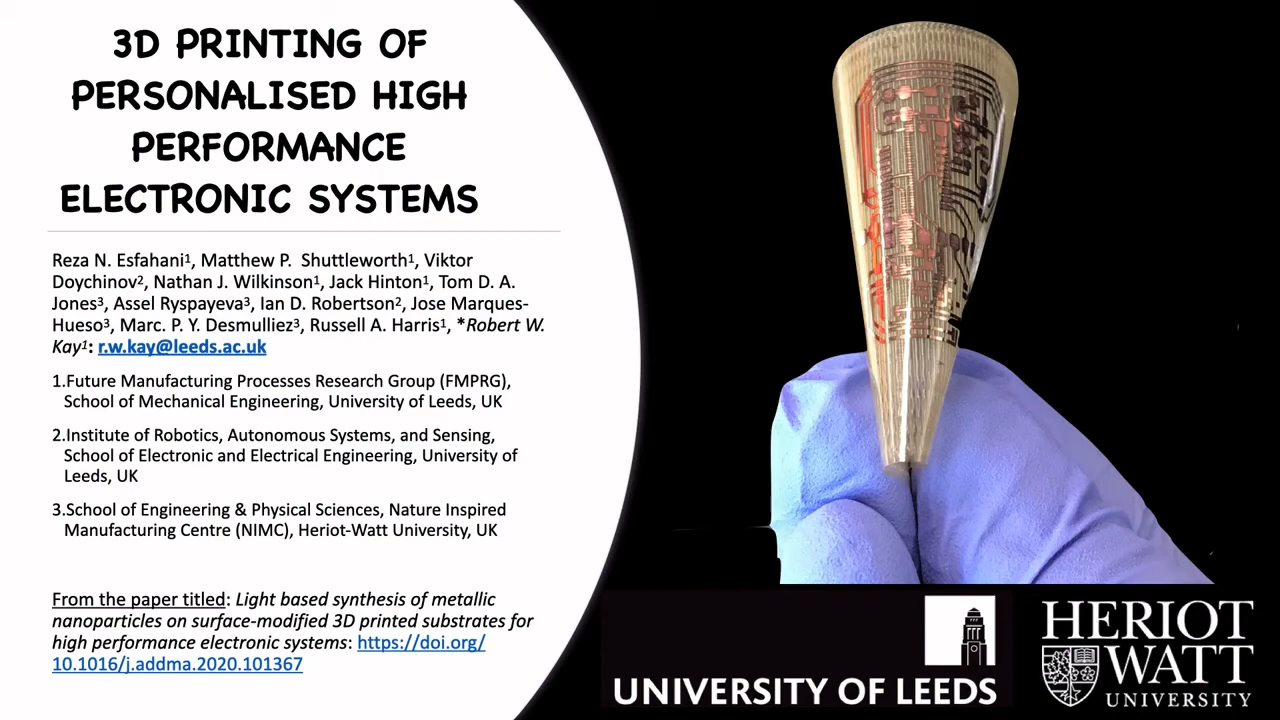 3D PRINTING OF
PERSONALISED HIGH
PERFORMANCE
ELECTRONIC SYSTEMS
Reza N. Esfahani¹, Matthew P. Shuttleworth¹, Viktor
Doychinov², Nathan J. Wilkinson¹, Jack Hinton¹, Tom D. A.
Jones³, Assel Ryspayeva³, Ian D. Robertson², Jose Marques-
Hueso³, Marc. P. Y. Desmulliez³, Russell A. Harris¹, *Robert W.
Kay¹: r.w.kay@leeds.ac.uk
1.Future Manufacturing Processes Research Group (FMPRG),
School of Mechanical Engineering, University of Leeds, UK
2.Institute of Robotics, Autonomous Systems, and Sensing,
School of Electronic and Electrical Engineering, University of
Leeds, UK
3.School of Engineering & Physical Sciences, Nature Inspired
Manufacturing Centre (NIMC), Heriot-Watt University, UK
From the paper titled: Light based synthesis of metallic
nanoparticles on surface-modified 3D printed substrates for
high performance electronic systems: https://doi.org/
10.1016/j.addma.2020.101367
UNIVERSITY OF LEEDS
HERIOT
WATT
UNIVERSITY